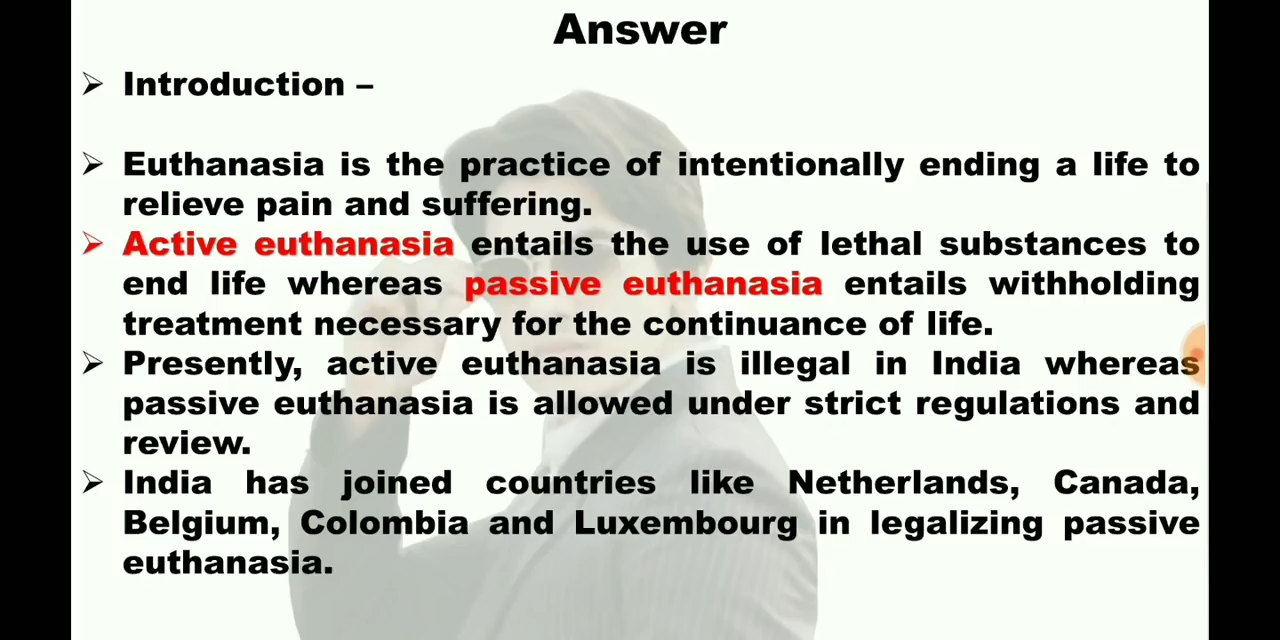 Answer
➢ Introduction –
➢ Euthanasia is the practice of intentionally ending a life to
relieve pain and suffering.
➢ Active euthanasia entails the use of lethal substances to
end life whereas passive euthanasia entails withholding
treatment necessary for the continuance of life.
➢ Presently, active euthanasia is illegal in India whereas
passive euthanasia is allowed under strict regulations and
review.
➢ India has joined countries like Netherlands, Canada,
Belgium, Colombia and Luxembourg in legalizing passive
euthanasia.